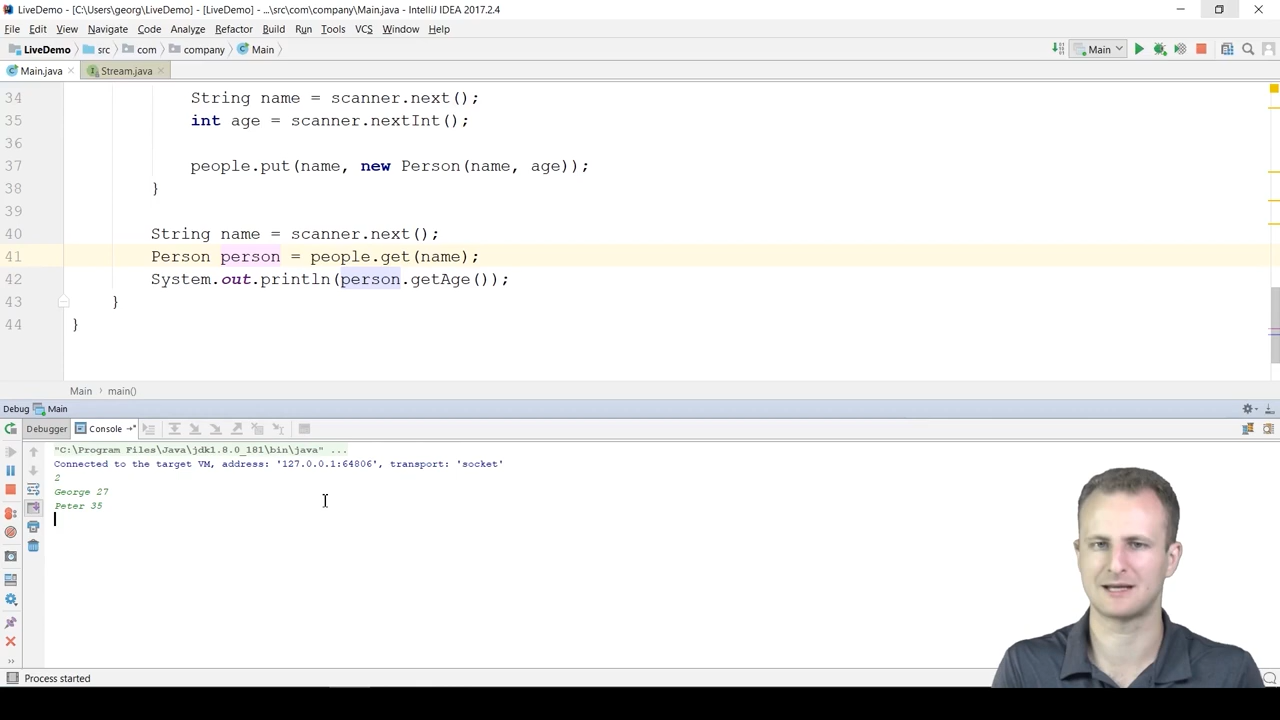 LiveDemo - [C:\Users\georg\LiveDemo] - [LiveDemo] - ...\src\com\company\Main.java - IntelliJ IDEA 2017.2.4
File Edit View Navigate Code Analyze Refactor Build Run Tools VCS Window Help
LiveDemo src com company Main Main
Main.java Stream.java
34 String name = scanner.next();
35 int age = scanner.nextInt();
36
37 people.put(name, new Person(name, age));
38 }
39
40 String name = scanner.next();
41 Person person = people.get(name);
42 System.out.println(person.getAge());
43 }
44 }
Main main()
Debug Main
Debugger Console
"C:\Program Files\Java\jdk1.8.0_181\bin\java" ...
Connected to the target VM, address: '127.0.0.1:64806', transport: 'socket'
2
George 27
Peter 35
Process started